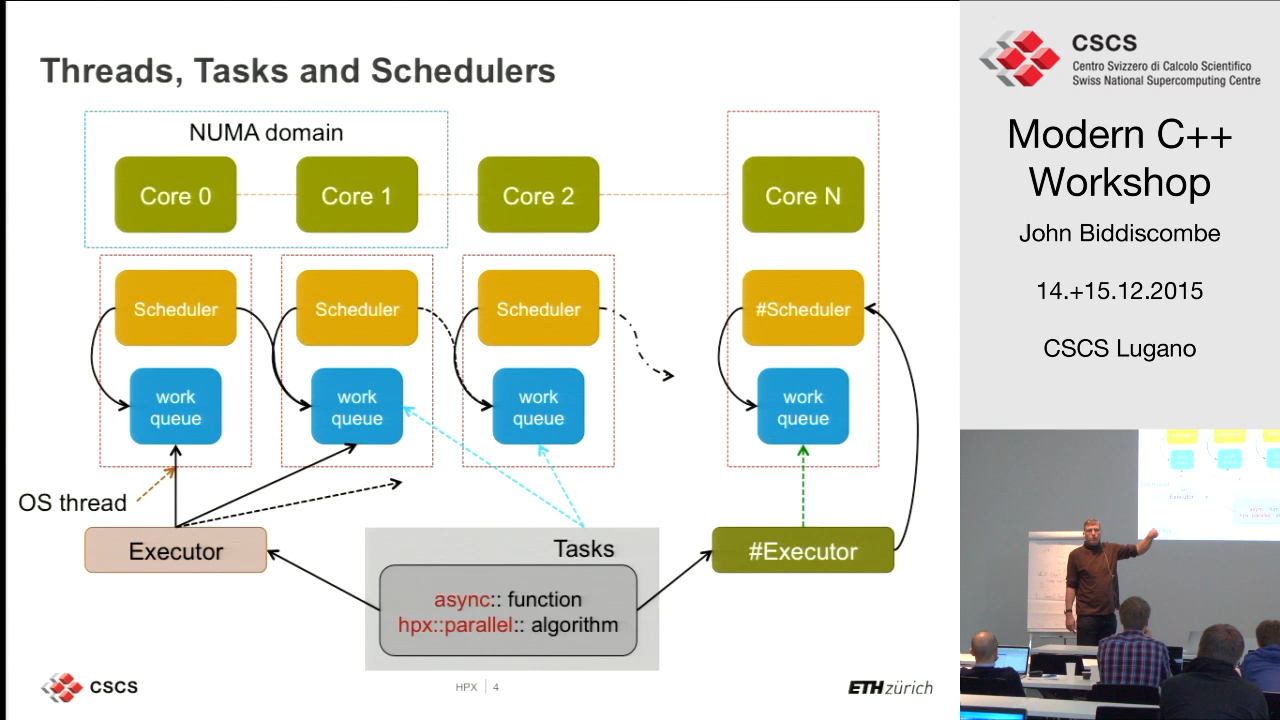 Threads, Tasks and Schedulers
NUMA domain
Core 0
Core 1
Core 2
Core N
Scheduler
Scheduler
Scheduler
#Scheduler
work
queue
work
queue
work
queue
work
queue
OS thread
Executor
Tasks
async:: function
hpx::parallel:: algorithm
#Executor
CSCS
HPX | 4
ETH zürich
CSCS
Centro Svizzero di Calcolo Scientifico
Swiss National Supercomputing Centre
Modern C++
Workshop
John Biddiscombe
14.+15.12.2015
CSCS Lugano